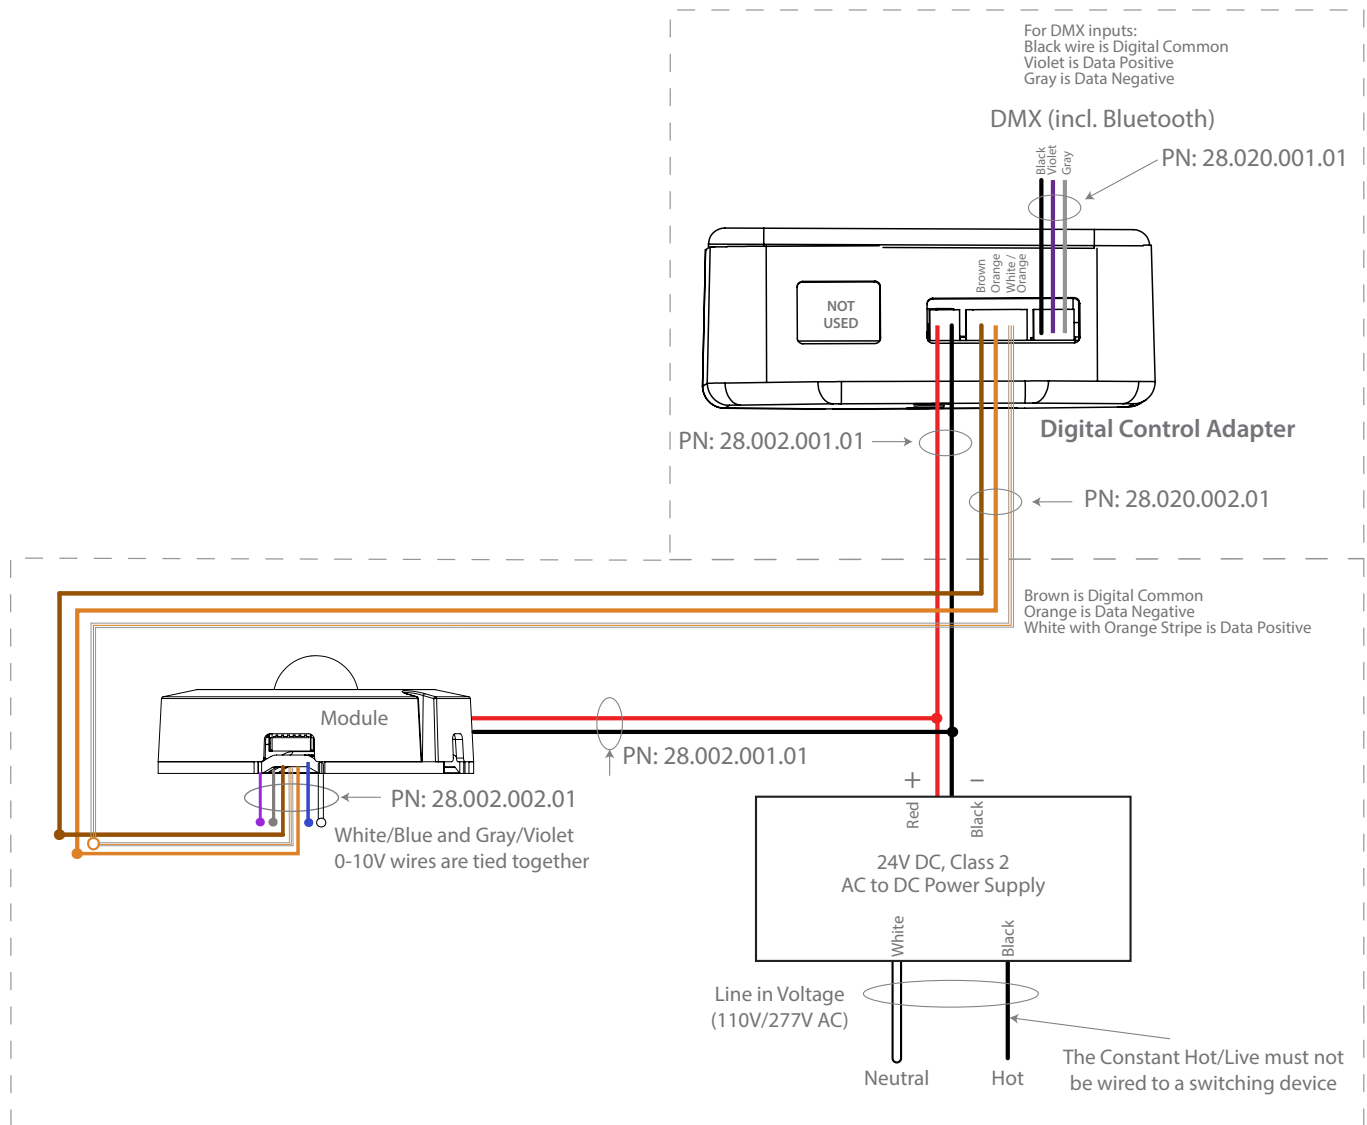 For DMX inputs:
Black wire is Digital Common
Violet is Data Positive
Gray is Data Negative
DMX (incl. Bluetooth)
PN: 28.020.001.01
Black
Violet
Gray
Brown
Orange
White /
Orange
NOT
USED
Digital Control Adapter
PN: 28.002.001.01
PN: 28.020.002.01
Brown is Digital Common
Orange is Data Negative
White with Orange Stripe is Data Positive
Module
PN: 28.002.001.01
PN: 28.002.002.01
White/Blue and Gray/Violet
0-10V wires are tied together
+
−
Red
Black
24V DC, Class 2
AC to DC Power Supply
White
Black
Line in Voltage
(110V/277V AC)
Neutral
Hot
The Constant Hot/Live must not
be wired to a switching device